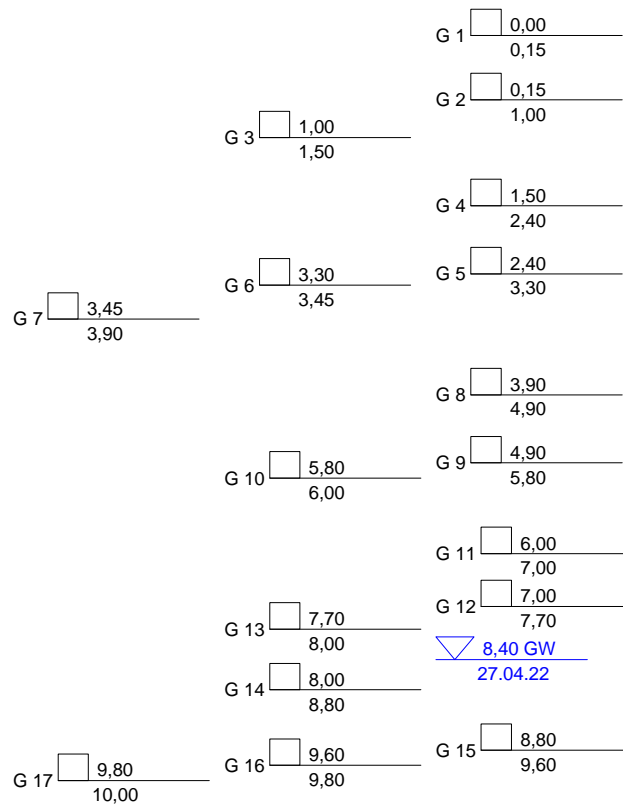 G 1 0,00
0,15
G 2 0,15
1,00
G 3 1,00
1,50
G 4 1,50
2,40
G 5 2,40
3,30
G 6 3,30
3,45
G 7 3,45
3,90
G 8 3,90
4,90
G 9 4,90
5,80
G 10 5,80
6,00
G 11 6,00
7,00
G 12 7,00
7,70
G 13 7,70
8,00
8,40 GW
27.04.22
G 14 8,00
8,80
G 15 8,80
9,60
G 16 9,60
9,80
G 17 9,80
10,00